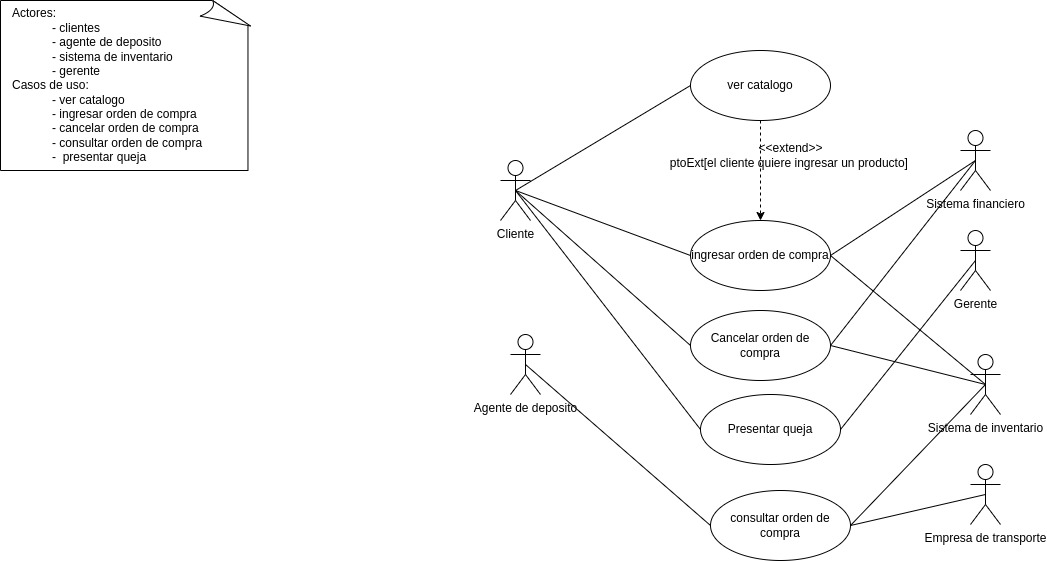 Actores:
- clientes
- agente de deposito
- sistema de inventario
- gerente
Casos de uso:
- ver catalogo
- ingresar orden de compra
- cancelar orden de compra
- consultar orden de compra
- presentar queja
ver catalogo
<<extend>>
ptoExt[el cliente quiere ingresar un producto]
Sistema financiero
Cliente
ingresar orden de compra
Gerente
Cancelar orden de
compra
Agente de deposito
Presentar queja
Sistema de inventario
consultar orden de
compra
Empresa de transporte